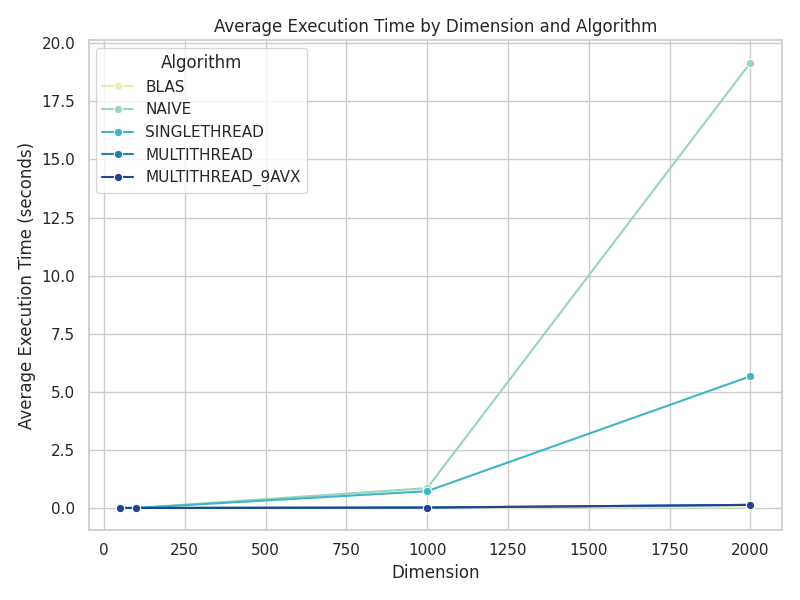 Average Execution Time by Dimension and Algorithm
Average Execution Time (seconds)
20.0
17.5
15.0
12.5
10.0
7.5
5.0
2.5
0.0
Algorithm
BLAS
NAIVE
SINGLETHREAD
MULTITHREAD
MULTITHREAD_9AVX
0 250 500 750 1000 1250 1500 1750 2000
Dimension